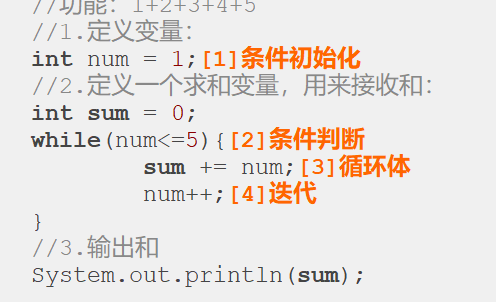 //功能：1+2+3+4+5
//1.定义变量：
int num = 1;[1]条件初始化
//2.定义一个求和变量，用来接收和：
int sum = 0;
while(num<=5){[2]条件判断
sum += num;[3]循环体
num++;[4]迭代
}
//3.输出和
System.out.println(sum);